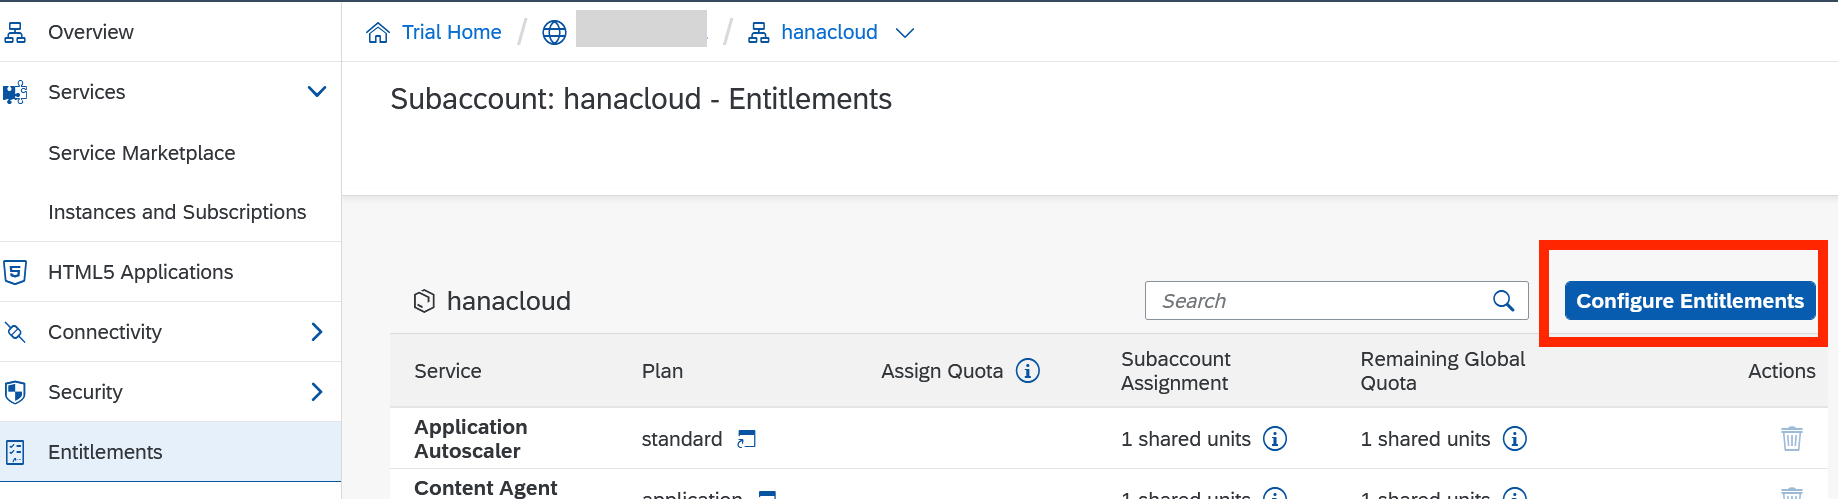 Overview
Services
Service Marketplace
Instances and Subscriptions
HTML5 Applications
Connectivity
Security
Entitlements
Trial Home / / hanacloud
Subaccount: hanacloud - Entitlements
hanacloud
Search
Configure Entitlements
Service Plan Assign Quota Subaccount Assignment Remaining Global Quota Actions
Application Autoscaler standard 1 shared units 1 shared units
Content Agent application 1 shared units 1 shared units